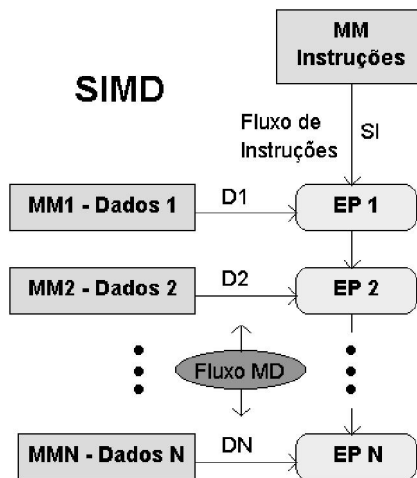 MM
Instruções
SIMD
Fluxo de
Instruções
SI
MM1 - Dados 1
D1
EP 1
MM2 - Dados 2
D2
EP 2
Fluxo MD
MMN - Dados N
DN
EP N